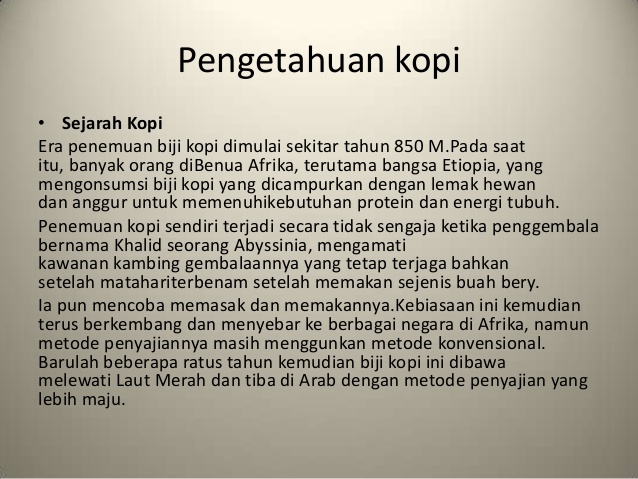 Pengetahuan kopi
• Sejarah Kopi
Era penemuan biji kopi dimulai sekitar tahun 850 M.Pada saat
itu, banyak orang diBenua Afrika, terutama bangsa Etiopia, yang
mengonsumsi biji kopi yang dicampurkan dengan lemak hewan
dan anggur untuk memenuhikebutuhan protein dan energi tubuh.
Penemuan kopi sendiri terjadi secara tidak sengaja ketika penggembala
bernama Khalid seorang Abyssinia, mengamati
kawanan kambing gembalaannya yang tetap terjaga bahkan
setelah matahariterbenam setelah memakan sejenis buah bery.
Ia pun mencoba memasak dan memakannya.Kebiasaan ini kemudian
terus berkembang dan menyebar ke berbagai negara di Afrika, namun
metode penyajiannya masih menggunkan metode konvensional.
Barulah beberapa ratus tahun kemudian biji kopi ini dibawa
melewati Laut Merah dan tiba di Arab dengan metode penyajian yang
lebih maju.